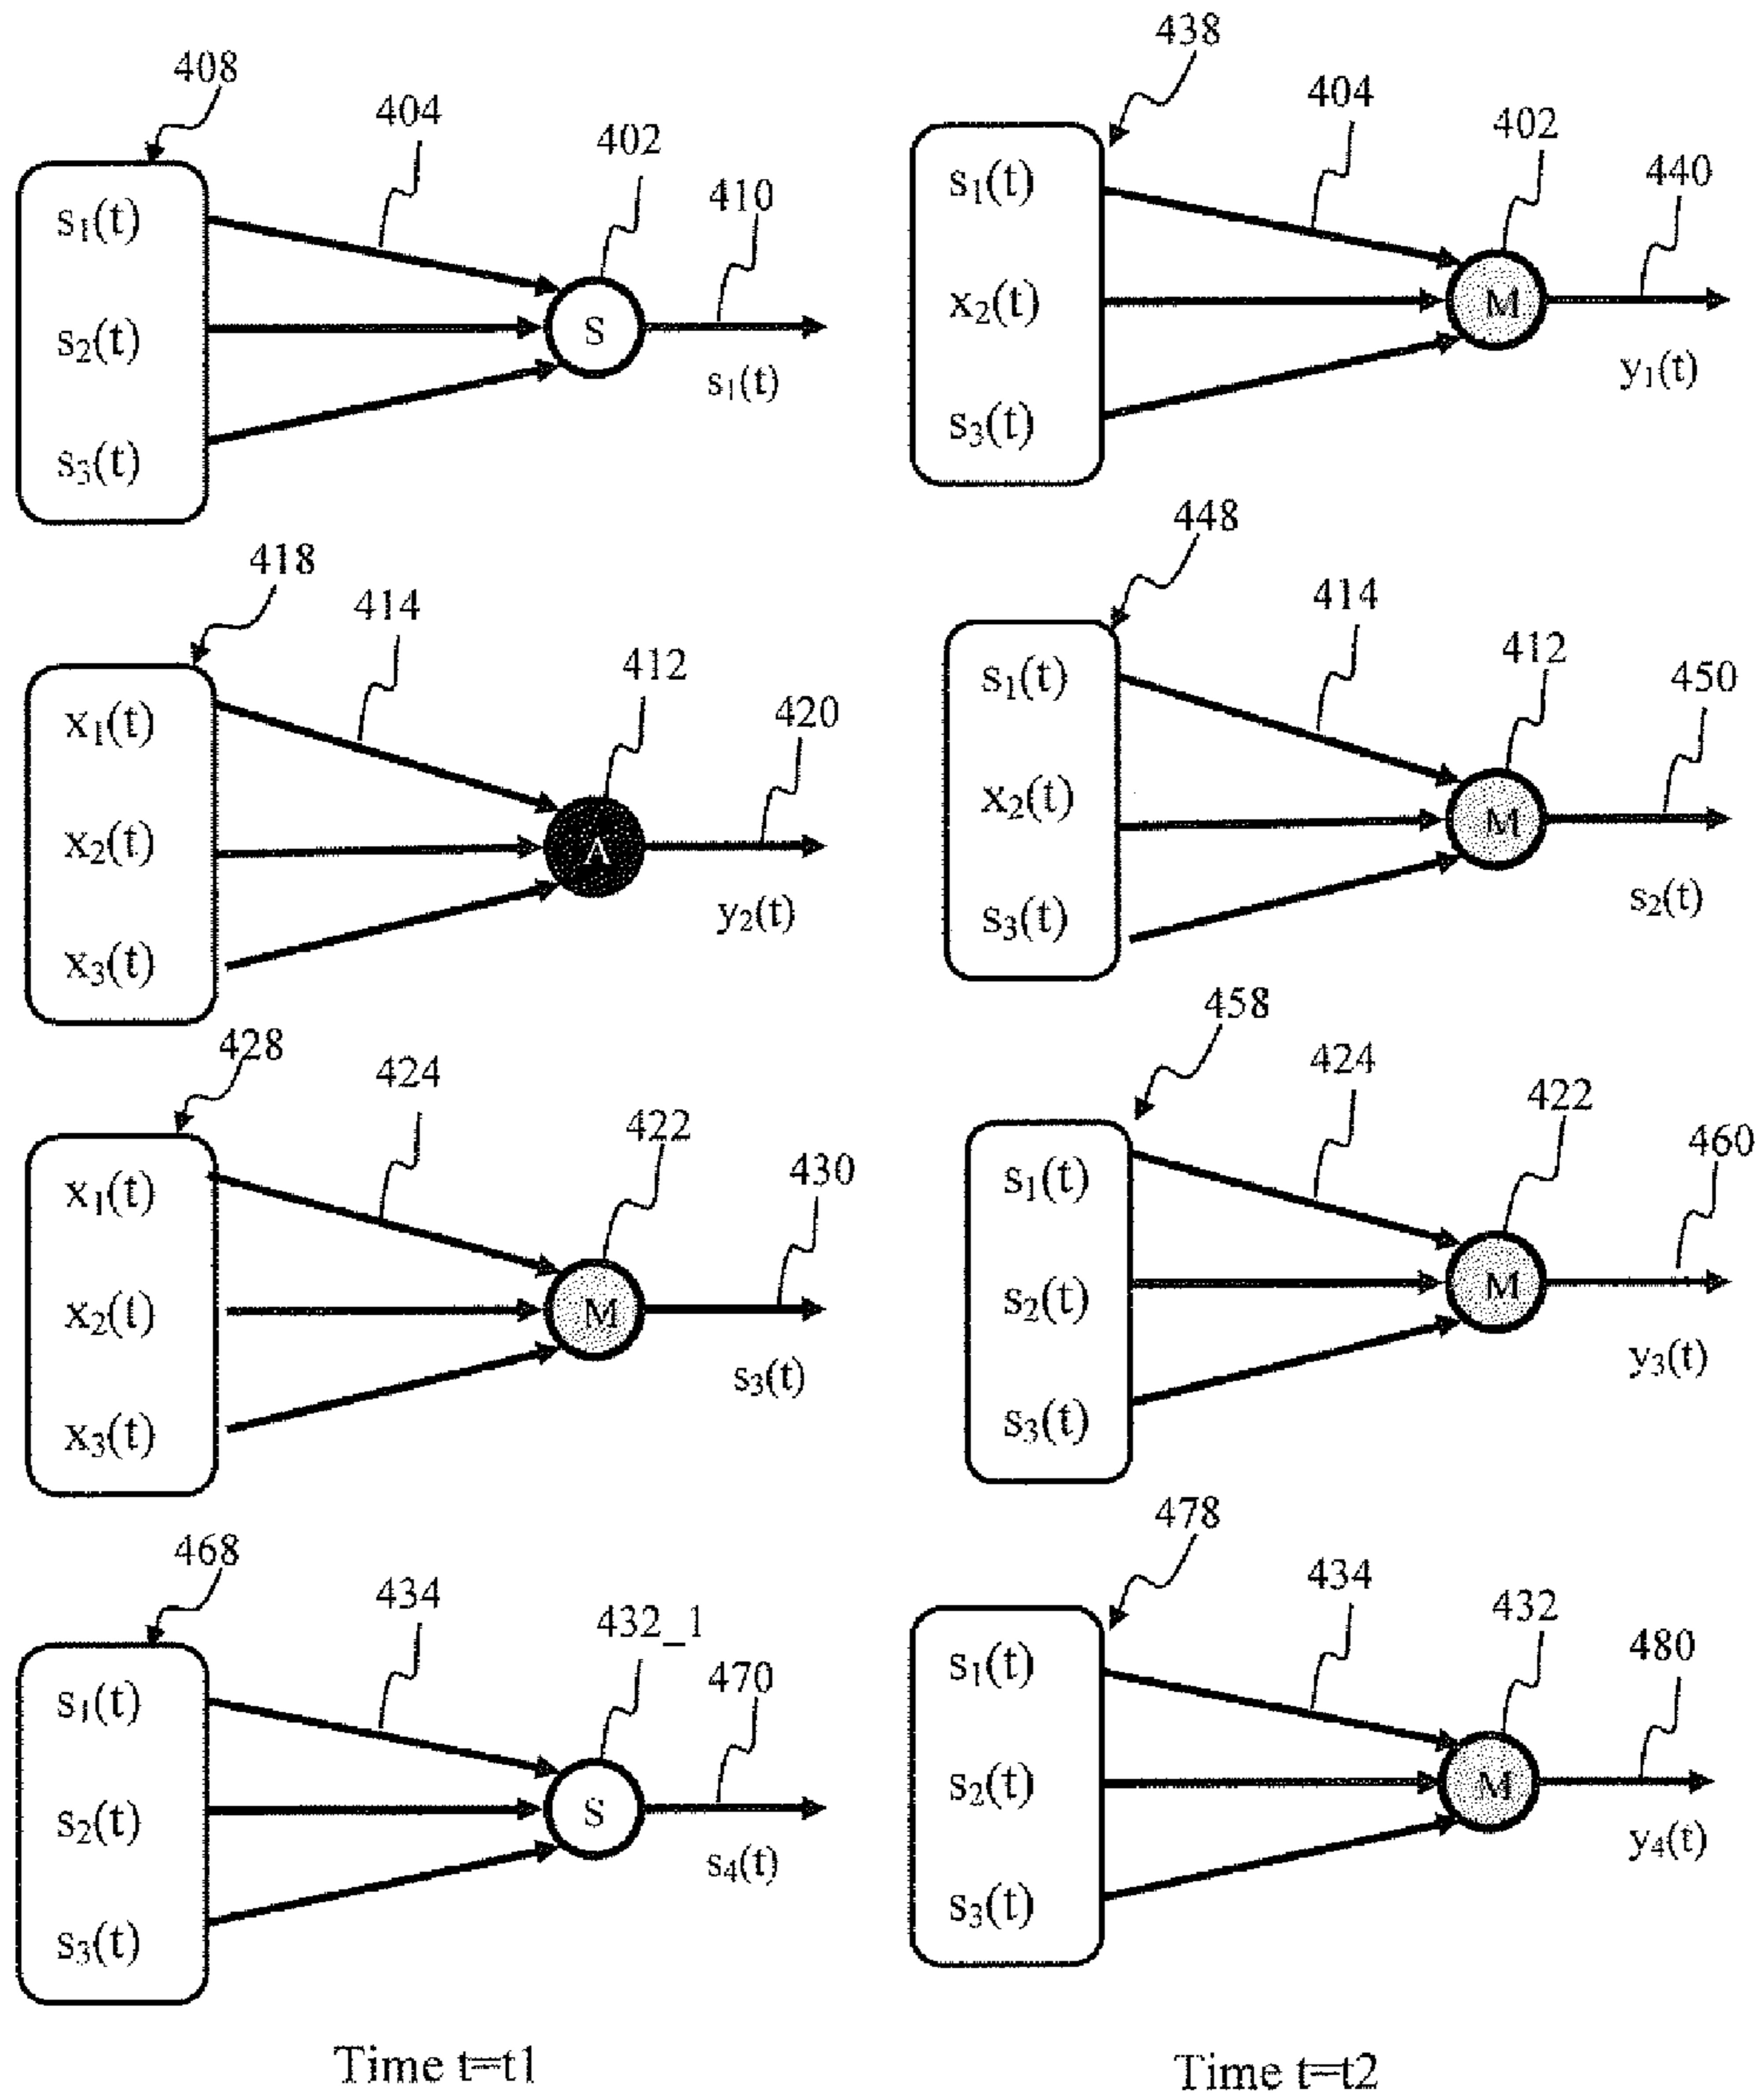 408
404
402
410
s₁(t)
s₂(t)
s₃(t)
S
s₁(t)
438
404
402
440
s₁(t)
x₂(t)
s₃(t)
M
y₁(t)
418
414
412
420
x₁(t)
x₂(t)
x₃(t)
A
y₂(t)
448
414
412
450
s₁(t)
x₂(t)
s₃(t)
M
s₂(t)
428
424
422
430
x₁(t)
x₂(t)
x₃(t)
M
s₃(t)
458
424
422
460
s₁(t)
s₂(t)
s₃(t)
M
y₃(t)
468
434
432_1
470
s₁(t)
s₂(t)
s₃(t)
S
s₄(t)
478
434
432
480
s₁(t)
s₂(t)
s₃(t)
M
y₄(t)
Time t=t1
Time t=t2